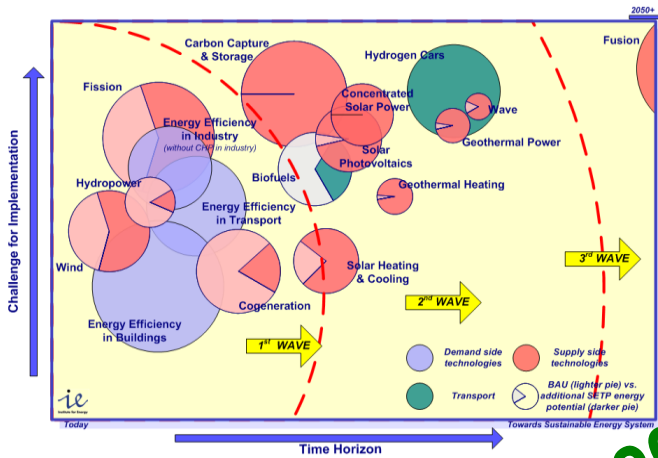 2050+
Fusion
Carbon Capture
& Storage
Hydrogen Cars
Fission
Concentrated
Solar Power
Wave
Energy Efficiency
in Industry
(without CHP in industry)
Geothermal Power
Solar
Photovoltaics
Biofuels
Hydropower
Geothermal Heating
Energy Efficiency
in Transport
Wind
Solar Heating
& Cooling
Cogeneration
Energy Efficiency
in Buildings
1st WAVE
2nd WAVE
3rd WAVE
Demand side
technologies
Supply side
technologies
Transport
BAU (lighter pie) vs.
additional SETP energy
potential (darker pie)
ie
Institute for Energy
Challenge for Implementation
Today
Towards Sustainable Energy System
Time Horizon